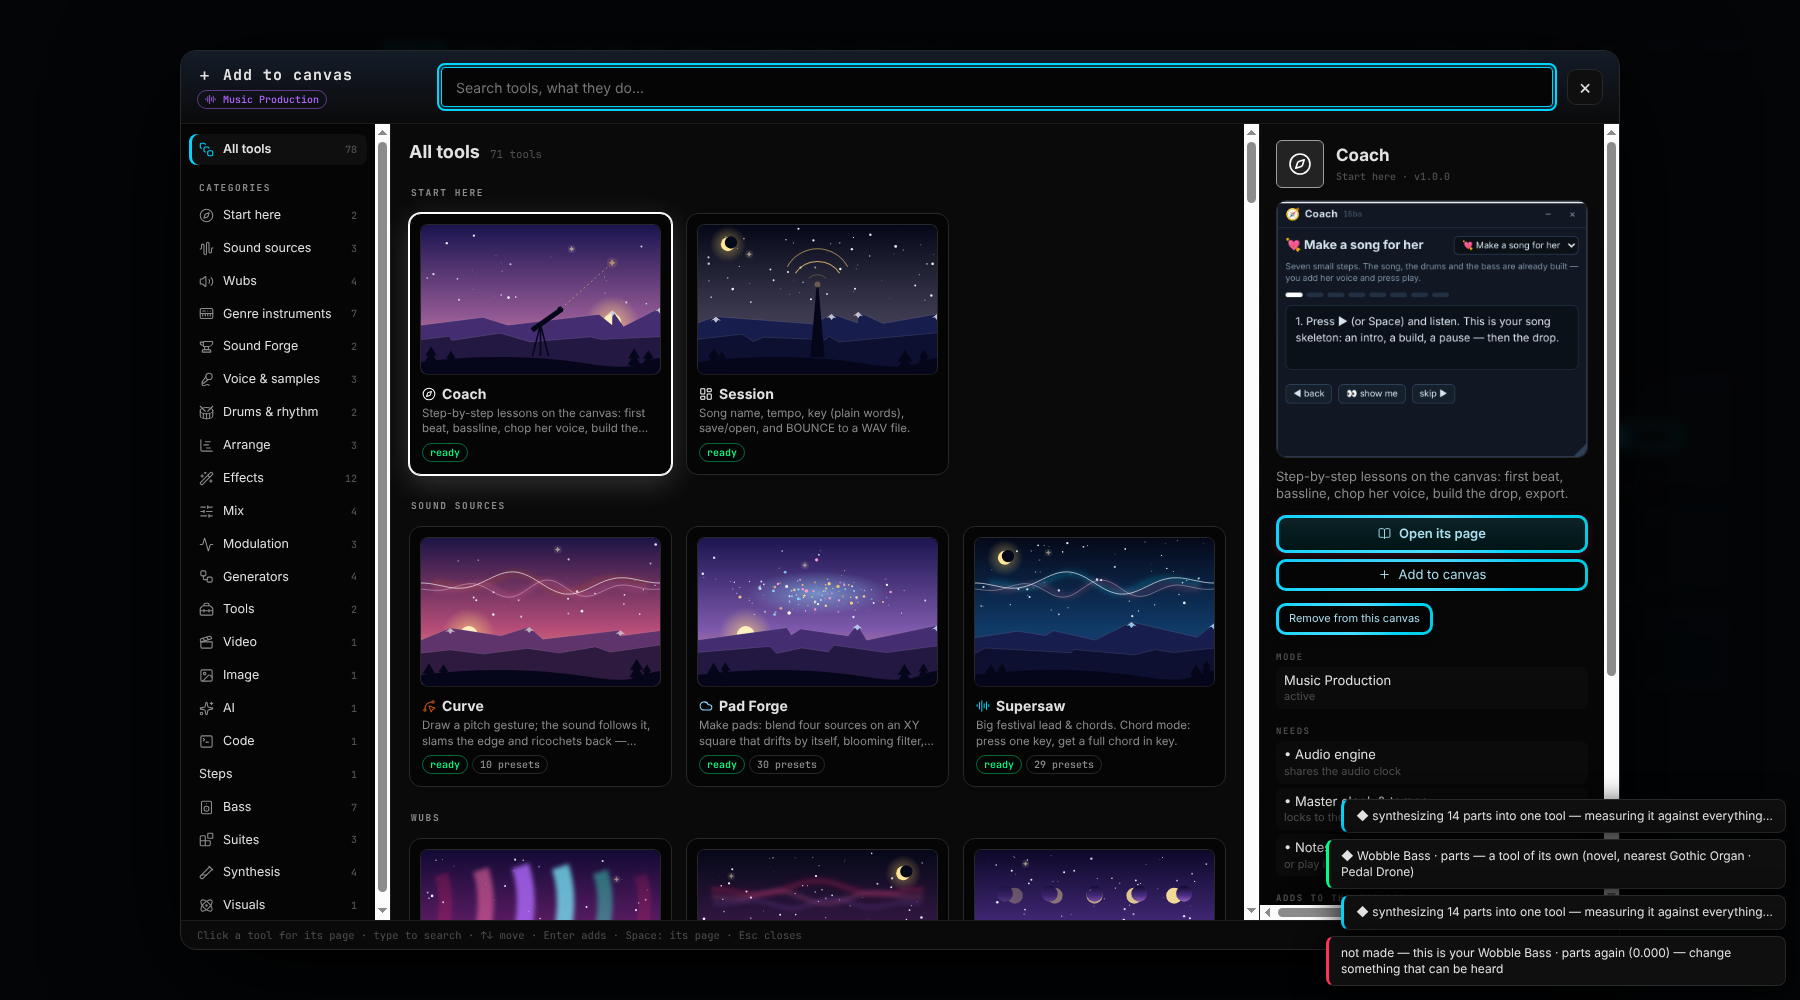 + Add to canvas
Music Production
Search tools, what they do...
All tools 78
CATEGORIES
Start here 2
Sound sources 3
Wubs 4
Genre instruments 7
Sound Forge 2
Voice & samples 3
Drums & rhythm 2
Arrange 3
Effects 12
Mix 4
Modulation 3
Generators 4
Tools 2
Video 1
Image 1
AI 1
Code 1
Steps 1
Bass 7
Suites 3
Synthesis 4
Visuals 1
All tools 71 tools
START HERE
Coach
Step-by-step lessons on the canvas: first
beat, bassline, chop her voice, build the...
ready
Session
Song name, tempo, key (plain words),
save/open, and BOUNCE to a WAV file.
ready
SOUND SOURCES
Curve
Draw a pitch gesture; the sound follows it,
slams the edge and ricochets back —...
ready 10 presets
Pad Forge
Make pads: blend four sources on an XY
square that drifts by itself, blooming filter,...
ready 30 presets
Supersaw
Big festival lead & chords. Chord mode:
press one key, get a full chord in key.
ready 29 presets
WUBS
Coach
Start here · v1.0.0
Coach
Make a song for her
Make a song for her
Seven small steps. The song, the drums and the bass are already built —
you add her voice and press play.
1. Press ▶ (or Space) and listen. This is your song
skeleton: an intro, a build, a pause — then the drop.
◀ back
show me
skip ▶
Step-by-step lessons on the canvas: first beat,
bassline, chop her voice, build the drop, export.
Open its page
+ Add to canvas
Remove from this canvas
MODE
Music Production
active
NEEDS
• Audio engine
shares the audio clock
• Master
locks to the
• Notes
or play
ADDS TO
◆ synthesizing 14 parts into one tool — measuring it against everything...
◆ Wobble Bass · parts — a tool of its own (novel, nearest Gothic Organ ·
Pedal Drone)
◆ synthesizing 14 parts into one tool — measuring it against everything...
not made — this is your Wobble Bass · parts again (0.000) — change
something that can be heard
Click a tool for its page · type to search · ↑↓ move · Enter adds · Space: its page · Esc closes